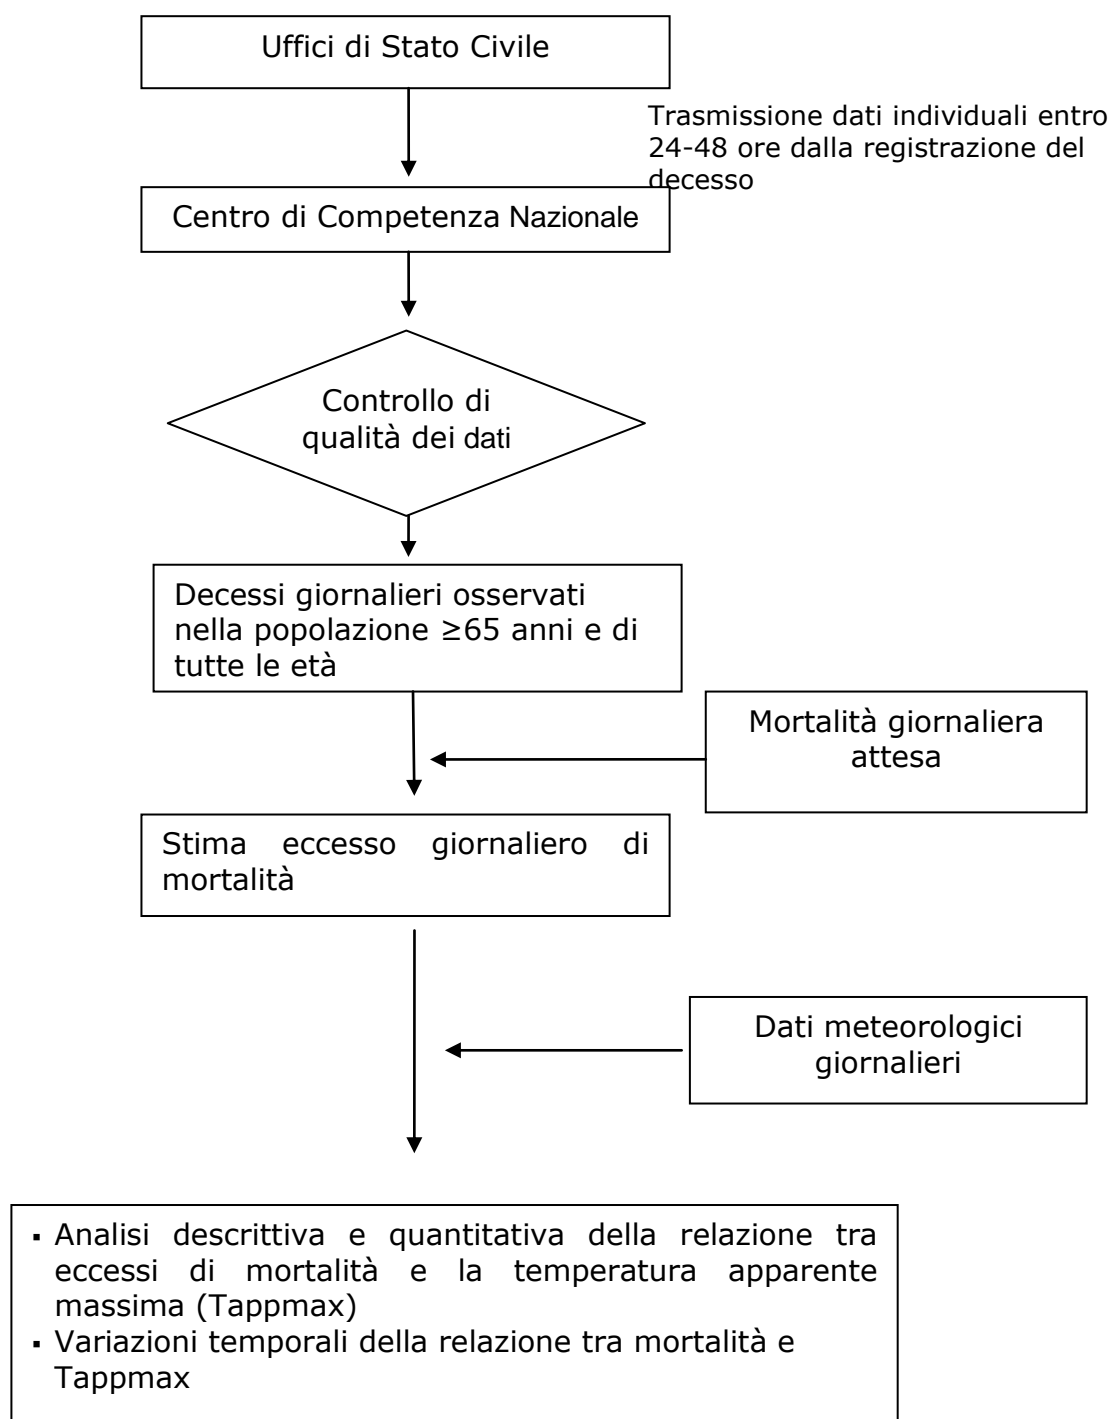 Uffici di Stato Civile
Trasmissione dati individuali entro
24-48 ore dalla registrazione del
decesso
Centro di Competenza Nazionale
Controllo di
qualità dei dati
Decessi giornalieri osservati
nella popolazione ≥65 anni e di
tutte le età
Mortalità giornaliera
attesa
Stima eccesso giornaliero di
mortalità
Dati meteorologici
giornalieri
▪ Analisi descrittiva e quantitativa della relazione tra
eccessi di mortalità e la temperatura apparente
massima (Tappmax)
▪ Variazioni temporali della relazione tra mortalità e
Tappmax